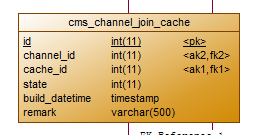 cms_channel_join_cache
id int(11) <pk>
channel_id int(11) <ak2,fk2>
cache_id int(11) <ak1,fk1>
state int(11)
build_datetime timestamp
remark varchar(500)